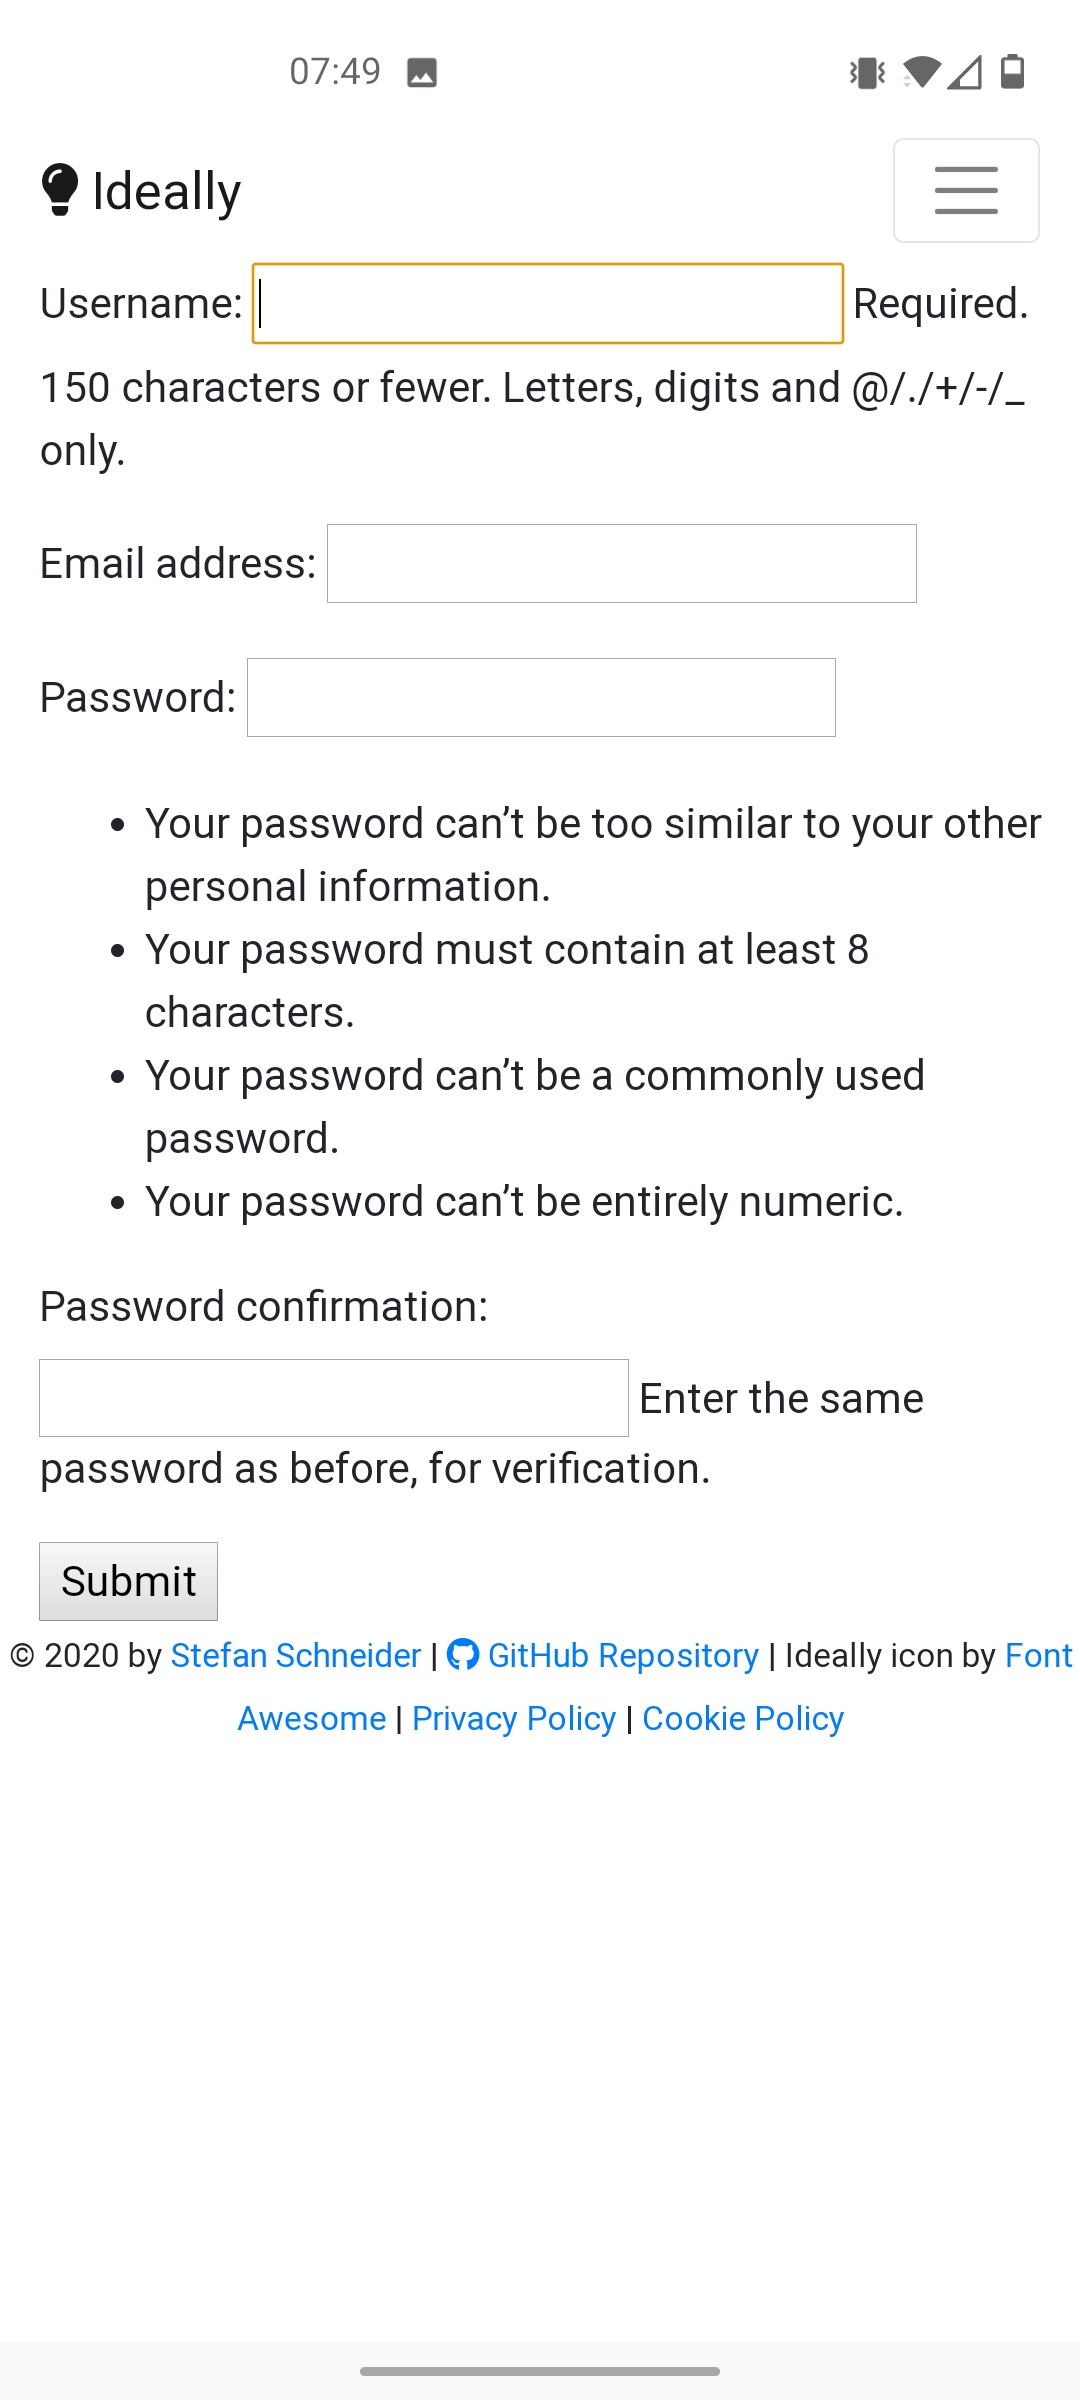 07:49
Ideally
Username: Required.
150 characters or fewer. Letters, digits and @/./+/-/_
only.
Email address:
Password:
• Your password can’t be too similar to your other
personal information.
• Your password must contain at least 8
characters.
• Your password can’t be a commonly used
password.
• Your password can’t be entirely numeric.
Password confirmation:
Enter the same
password as before, for verification.
Submit
© 2020 by Stefan Schneider | GitHub Repository | Ideally icon by Font
Awesome | Privacy Policy | Cookie Policy